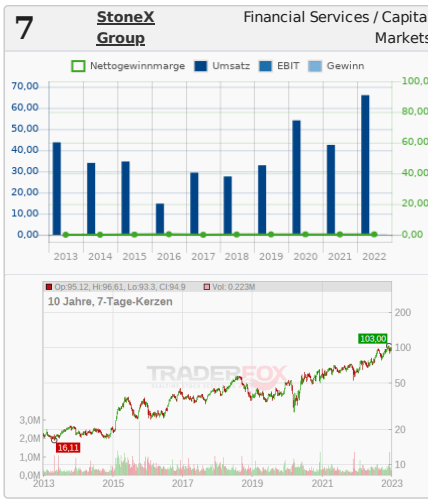 7
StoneX
Group
Financial Services / Capita
Markets
Nettogewinnmarge Umsatz EBIT Gewinn
70,00 100,0
60,00 80,00
50,00
40,00 60,00
30,00 40,00
20,00
10,00 20,00
0,00 0,00
2013 2014 2015 2016 2017 2018 2019 2020 2021 2022
Op:95.12, Hi:96.61, Lo:93.3, Cl:94.9 Vol: 0.223M
10 Jahre, 7-Tage-Kerzen
200
103,00
100
TRADERFOX
50
3,0M
20
2,0M
16,11
1,0M
10
0,0M
2013 2015 2017 2019 2021 2023